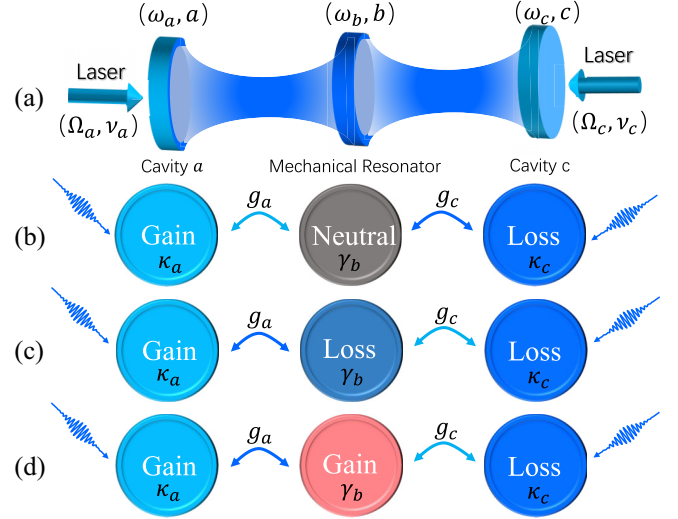 (ω_a, a) (ω_b, b) (ω_c, c)
Laser Laser
(a)
(Ω_a, ν_a) (Ω_c, ν_c)
Cavity a Mechanical Resonator Cavity c
(b) Gain κ_a g_a Neutral γ_b g_c Loss κ_c
(c) Gain κ_a g_a Loss γ_b g_c Loss κ_c
(d) Gain κ_a g_a Gain γ_b g_c Loss κ_c